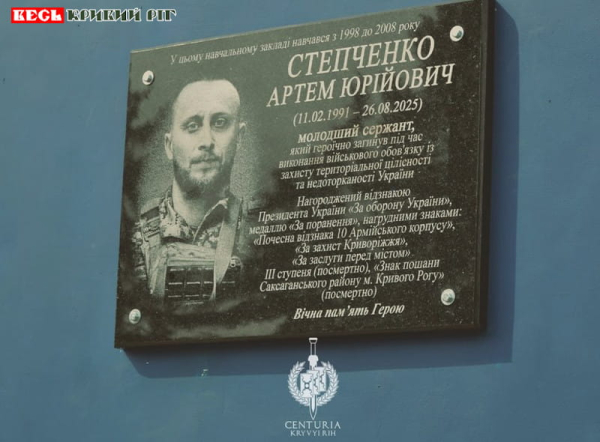 ВЕСЬ КРИВИЙ РІГ
У цьому навчальному закладі навчався з 1998 до 2008 року
СТЕПЧЕНКО
АРТЕМ ЮРІЙОВИЧ
(11.02.1991 – 26.08.2025)
молодший сержант,
який героїчно загинув під час
виконання військового обов'язку із
захисту територіальної цілісності
та недоторканості України
Нагороджений відзнакою
Президента України «За оборону України»,
медаллю «За поранення», нагрудними знаками:
«Почесна відзнака 10 Армійського корпусу»,
«За захист Криворіжжя»,
«За заслуги перед містом»
III ступеня (посмертно), «Знак пошани
Саксаганського району м. Кривого Рогу»
(посмертно)
Вічна пам'ять Герою
CENTURIA
KRYVYI RIH